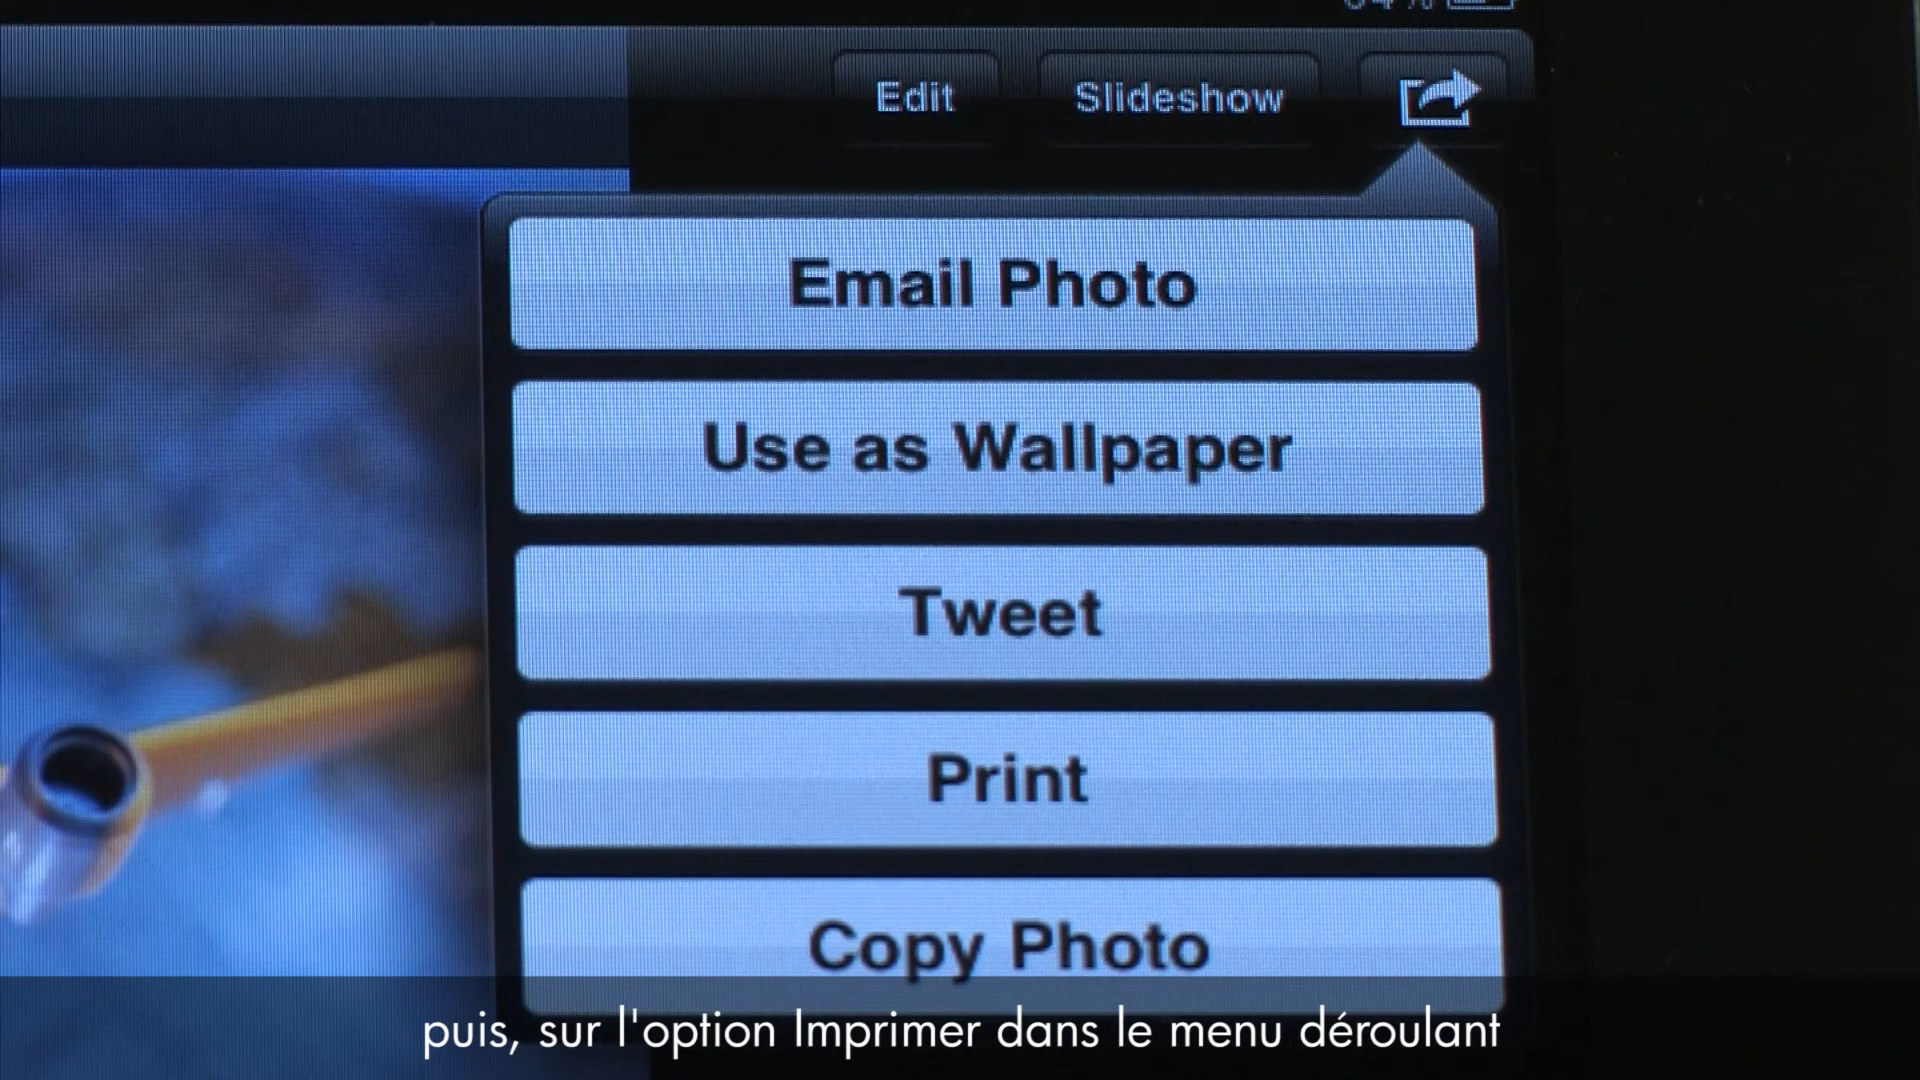 Edit Slideshow
Email Photo
Use as Wallpaper
Tweet
Print
Copy Photo
puis, sur l'option Imprimer dans le menu déroulant